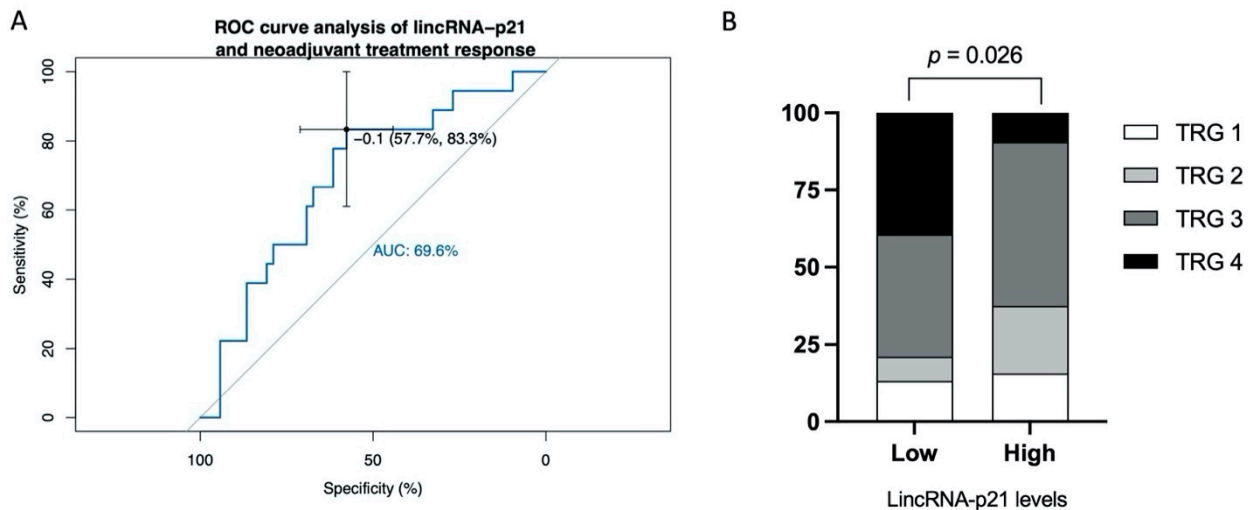 A
ROC curve analysis of lincRNA–p21
and neoadjuvant treatment response
100
80
60
40
20
0
Sensitivity (%)
−0.1 (57.7%, 83.3%)
AUC: 69.6%
100
50
0
Specificity (%)
B
p = 0.026
100
75
50
25
0
Low
High
LincRNA-p21 levels
TRG 1
TRG 2
TRG 3
TRG 4